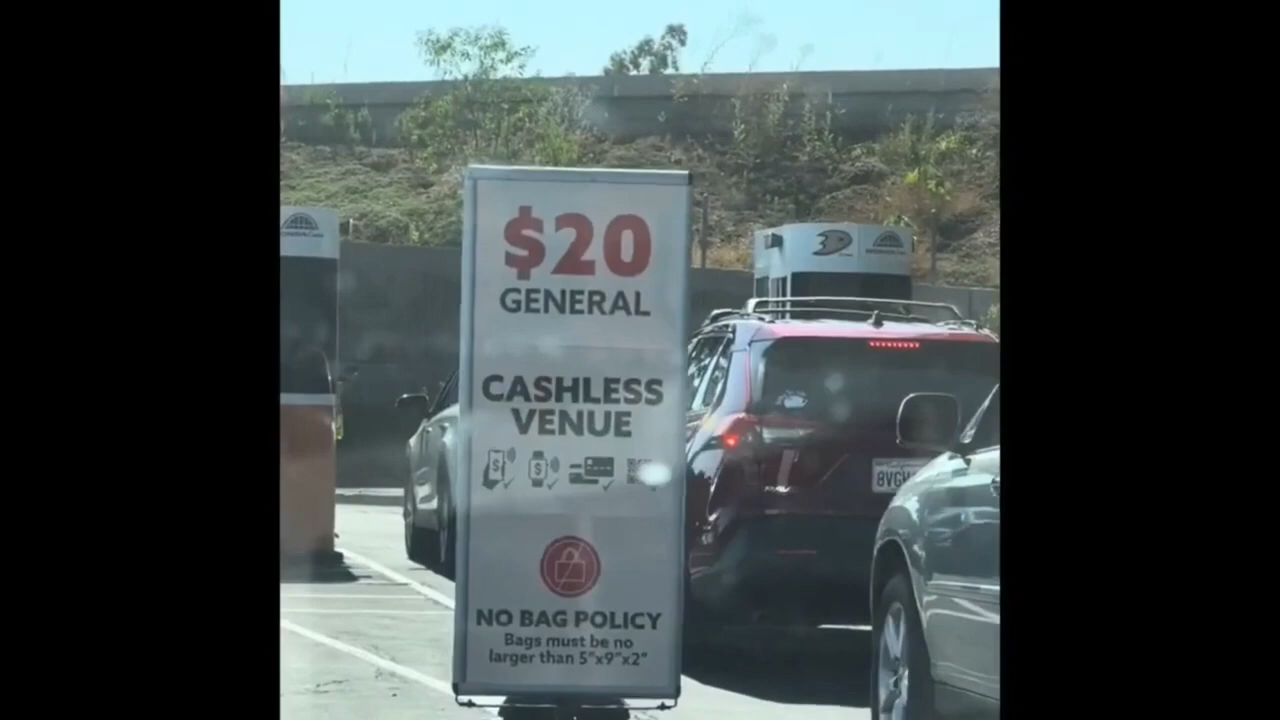 $20
GENERAL
CASHLESS
VENUE
NO BAG POLICY
Bags must be no
larger than 5"x9"x2"